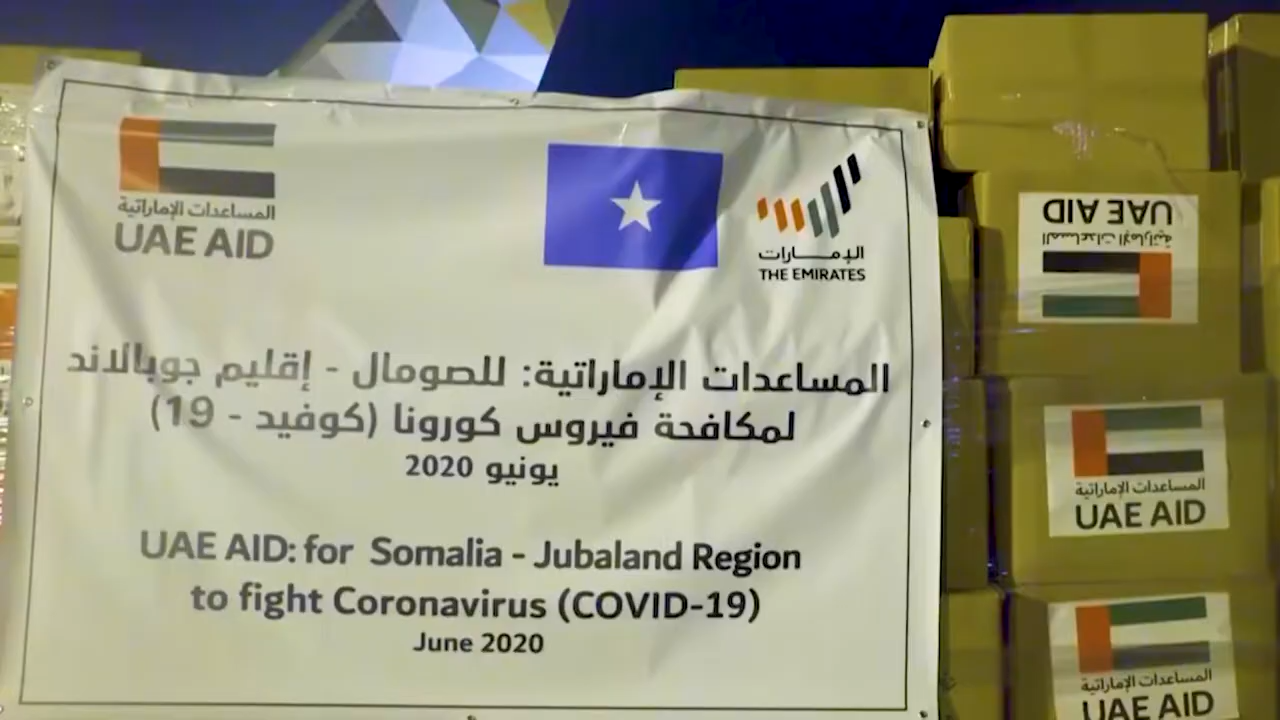 المساعدات الإماراتية
UAE AID
الإمارات
THE EMIRATES
المساعدات الإماراتية: للصومال - إقليم جوبالاند
لمكافحة فيروس كورونا (كوفيد - 19)
يونيو 2020
UAE AID: for Somalia - Jubaland Region
to fight Coronavirus (COVID-19)
June 2020
UAE AID
المساعدات الإماراتية
المساعدات الإماراتية
UAE AID
المساعدات الإماراتية
UAE AID